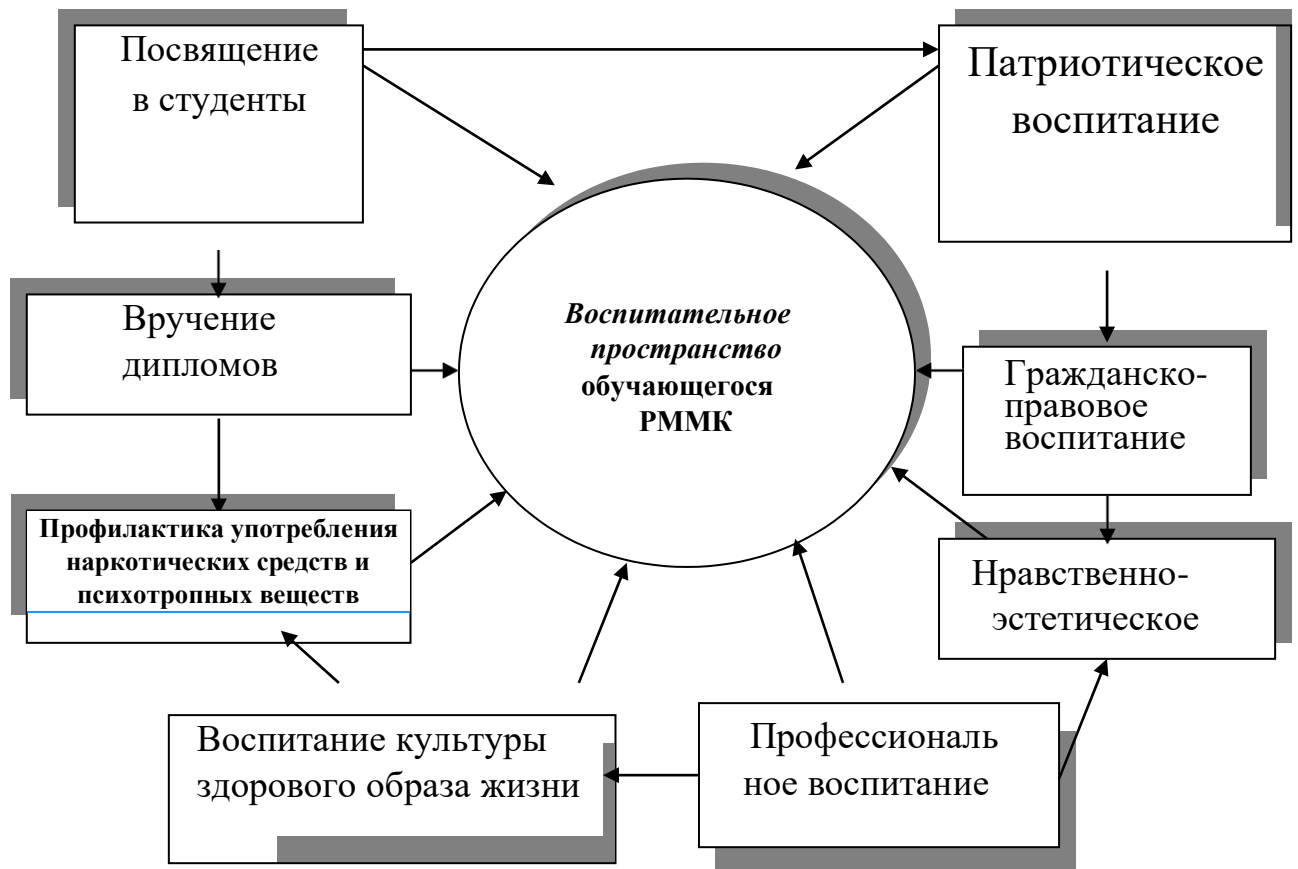 Посвящение
в студенты
Патриотическое
воспитание
Вручение
дипломов
Воспитательное
пространство
обучающегося
РММК
Гражданско-
правовое
воспитание
Профилактика употребления
наркотических средств и
психотропных веществ
Нравственно-
эстетическое
Воспитание культуры
здорового образа жизни
Профессиональ
ное воспитание